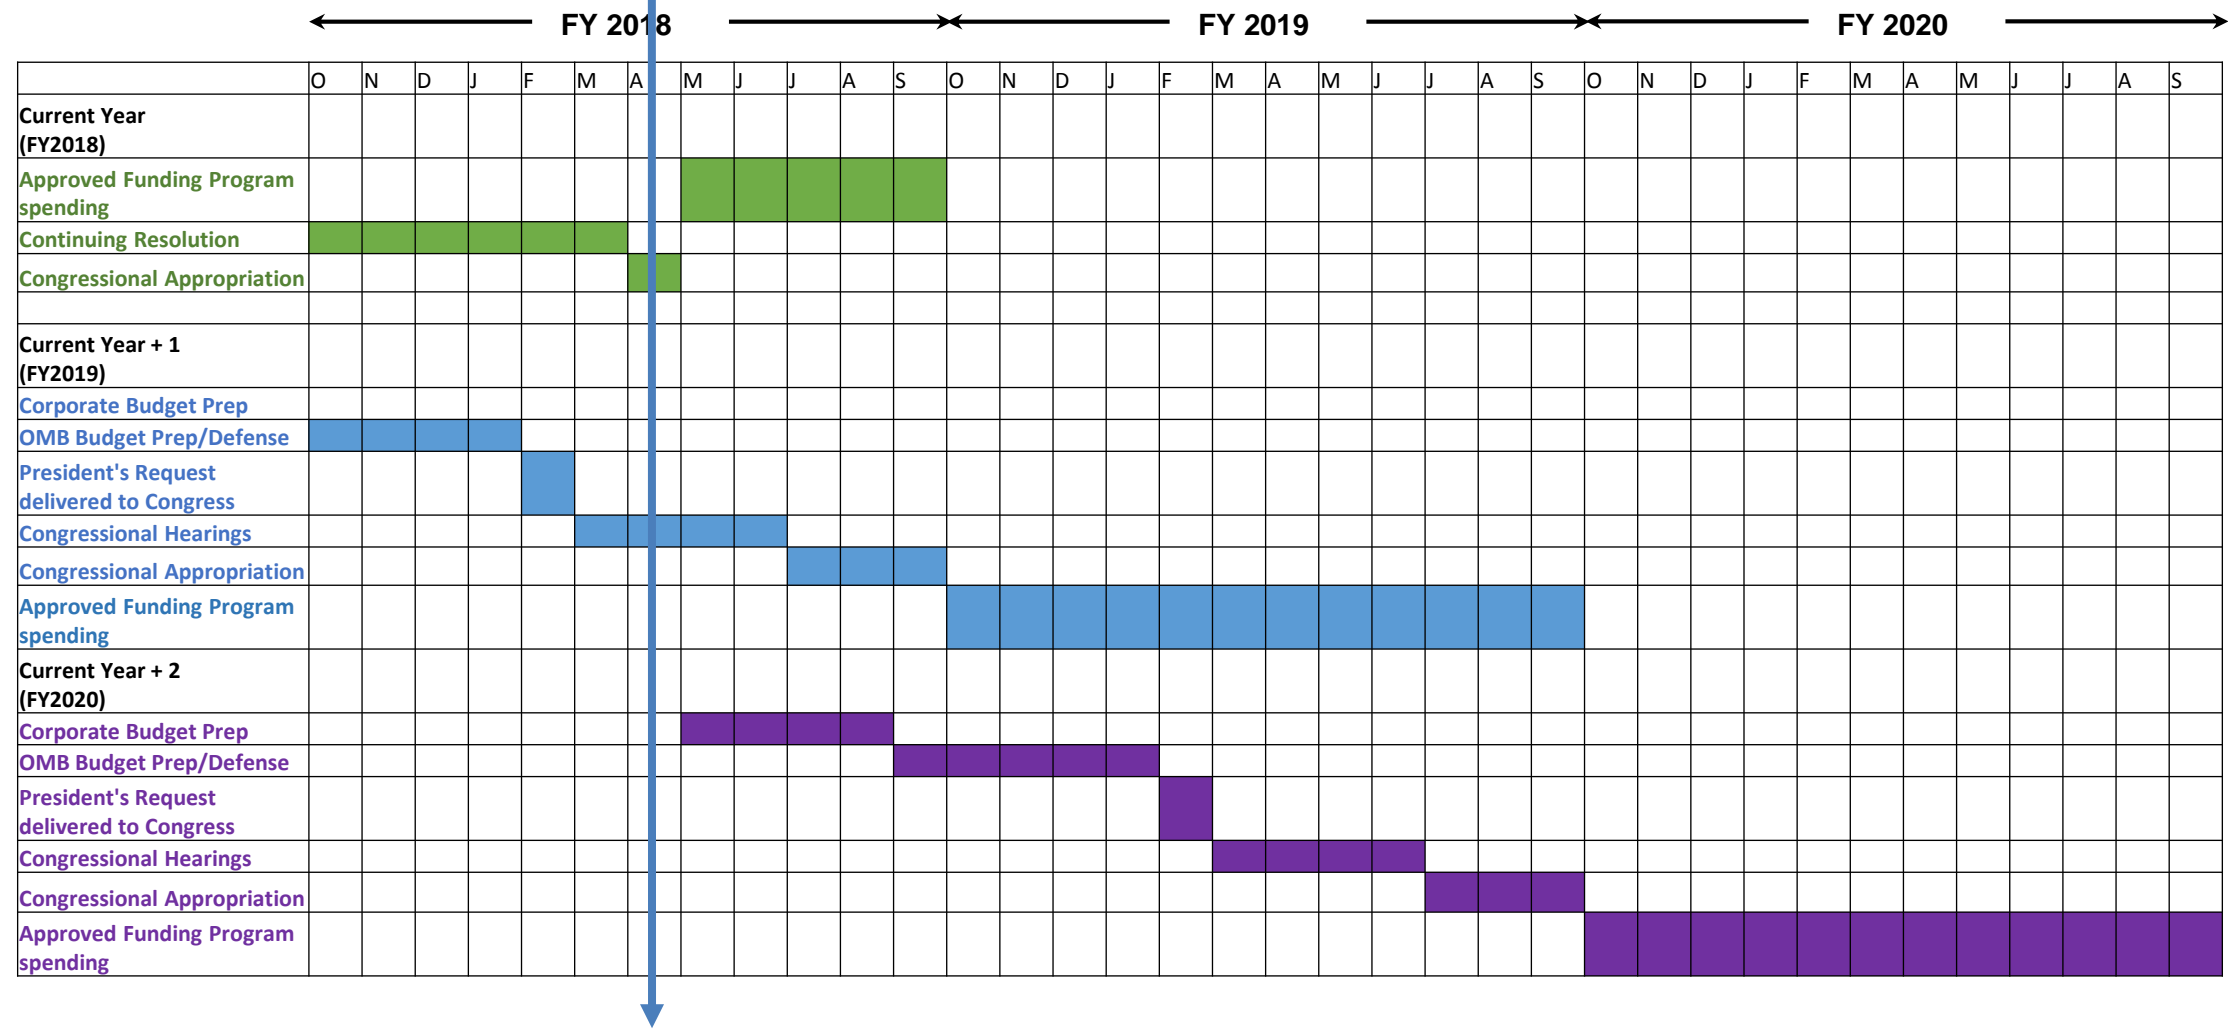 FY 2018 FY 2019 FY 2020
O N D J F M A M J J A S O N D J F M A M J J A S O N D J F M A M J J A S
Current Year
(FY2018)
Approved Funding Program
spending
Continuing Resolution
Congressional Appropriation
Current Year + 1
(FY2019)
Corporate Budget Prep
OMB Budget Prep/Defense
President's Request
delivered to Congress
Congressional Hearings
Congressional Appropriation
Approved Funding Program
spending
Current Year + 2
(FY2020)
Corporate Budget Prep
OMB Budget Prep/Defense
President's Request
delivered to Congress
Congressional Hearings
Congressional Appropriation
Approved Funding Program
spending